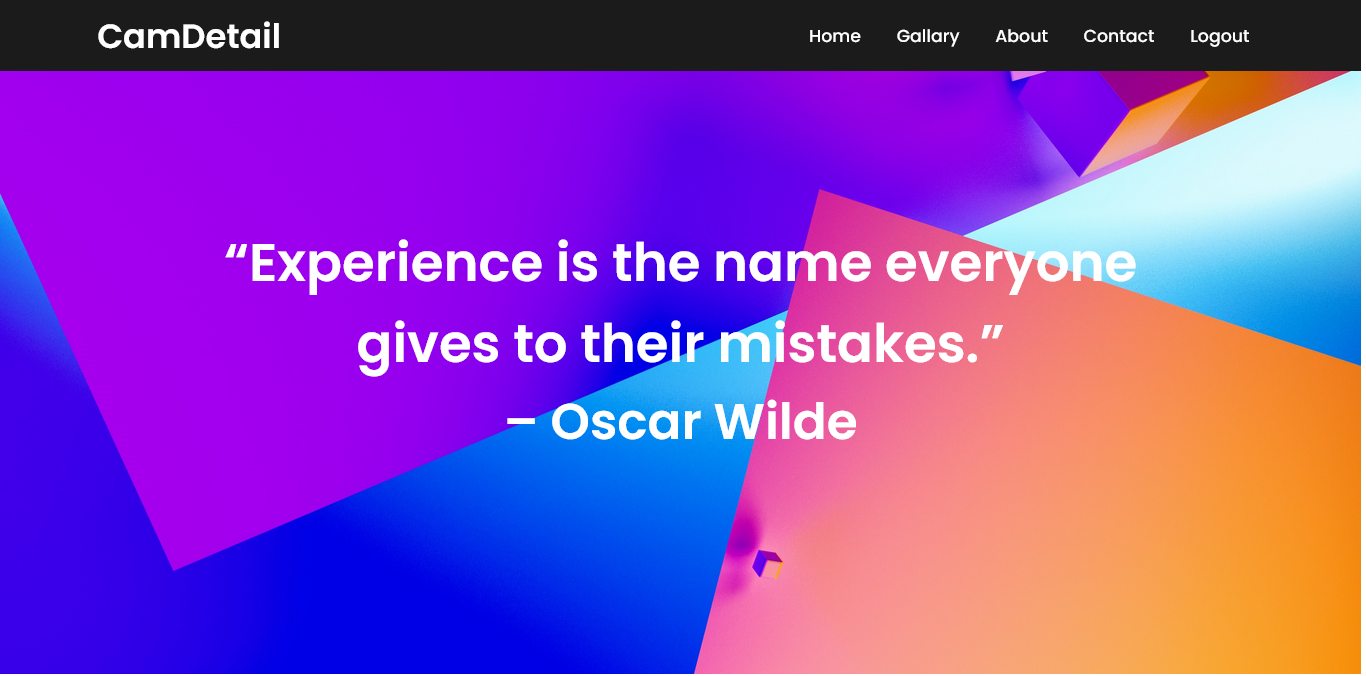 CamDetail
Home Gallary About Contact Logout
“Experience is the name everyone
gives to their mistakes.”
– Oscar Wilde